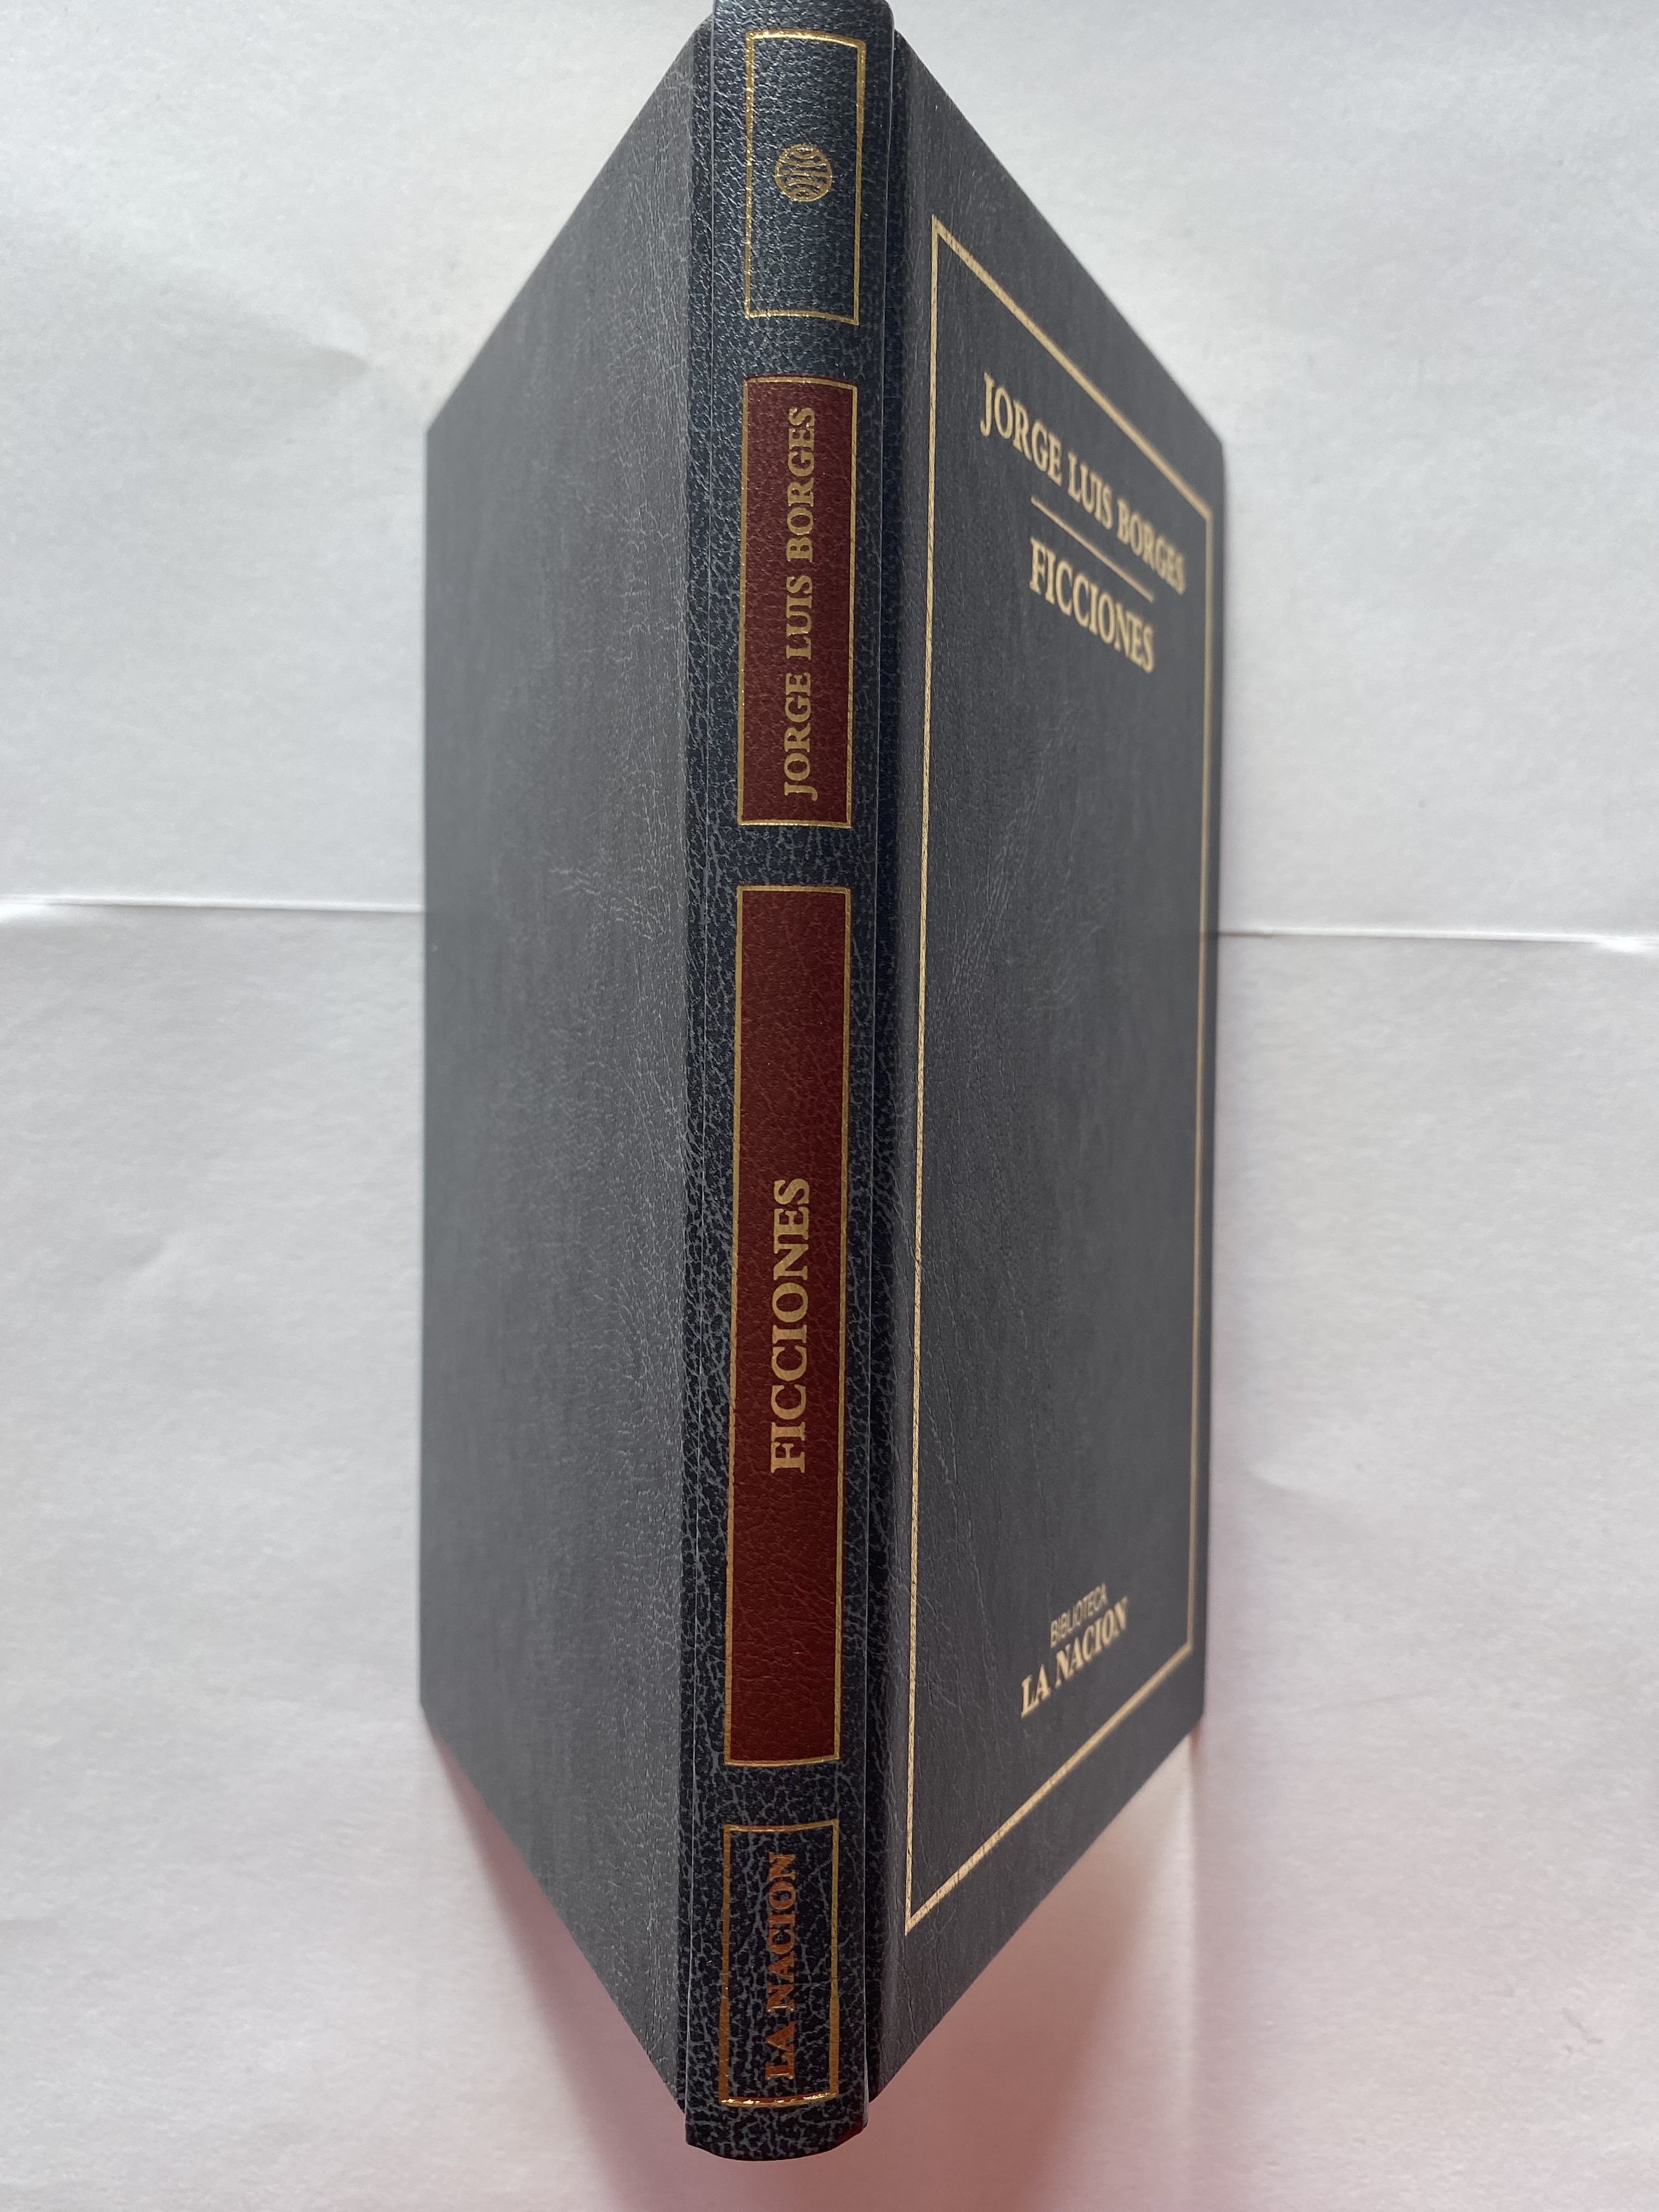 JORGE LUIS BORGES
FICCIONES
LA NACION
JORGE LUIS BORGES
FICCIONES
BIBLIOTECA
LA NACION